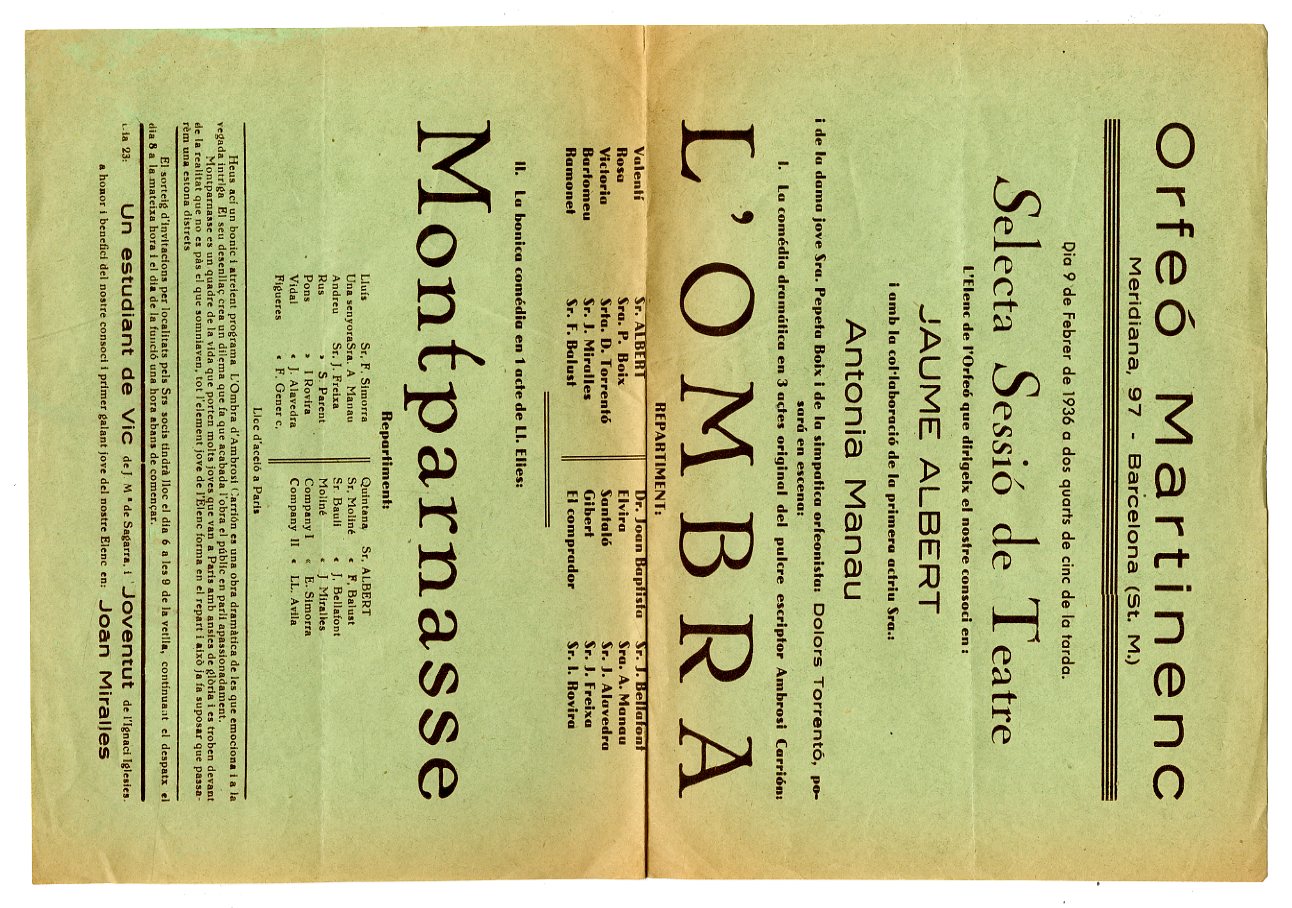 Orfeó Martinenc
Meridiana, 97 - Barcelona (St. M.)
Dia 9 de Febrer de 1936 a dos quarts de cinc de la tarda.
Selecta Sessió de Teatre
L'Elenc de l'Orfeó que dirigeix el nostre consoci en:
JAUME ALBERT
i amb la col·laboració de la primera actriu Sra.:
Antonia Manau
i de la dama jove Sra. Pepeta Boix i de la simpatica orfeonista: Dolors Torrentó, po-
sará en escena:
I. La comédia dramática en 3 actes original del pulcre escriptor Ambrosi Carrión:
L'OMBRA
REPARTIMENT:
Valentí Sr. ALBERT Dr. Joan Baptista Sr. J. Bellafont
Rosa Sra. P. Boix Elvira Sra. A. Manau
Victoria Srta. D. Torrentó Santaló Sr. J. Alavedra
Bartomeu Sr. J. Miralles Gibert Sr. J. Freixa
Ramonet Sr. F. Balust El comprador Sr. I. Rovira
II. La bonica comédia en 1 acte de Ll. Elies:
Montparnasse
Repartiment:
Lluís Sr. F. Simorra Quintana Sr. ALBERT
Una senyora Sra. A Manau Sr. Moliné « F. Balust
Andreu Sr. J. Freixa Sr. Bauli « J. Bellafont
Rus » S. Parent Moliné « J Miralles
Pons » I Rovira Company I « E. Simorra
Vidal « J. Alavedra Company II « LL. Avila
Figueres « F. Gener c.
Lloc d'acció a Paris
Heus ací un bonic i atreient programa L'Ombra d'Ambrosi Carrión es una obra dramàtica de les que emociona i a la
vegada intriga El seu desenllaç crea un dilema que fa que acabada l'obra el públic en parli apassionadament.
Montparnasse es un quadre de la vida que porten molts joves que van a Paris amb ansies de glòria i es troben devant
de la realitat que no es pàs el que somniaven, tot l'element jove de l'Elenc forma en el repart i això ja fa suposar que passa-
rèm una estona distrets
El sorteig d'invitacions per localitats pels Srs socis tindrà lloc el dia 6 a les 9 de la vetlla, continuant el despatx el
dia 8 a la mateixa hora i el dia de la funció una hora abans de començar.
Dia 23: Un estudiant de Vic de J. M.ª de Sagarra, i Joventut de l'Ignaci Iglesies.
a honor i benefici del nostre consoci i primer galant jove del nostre Elenc en: Joan Miralles